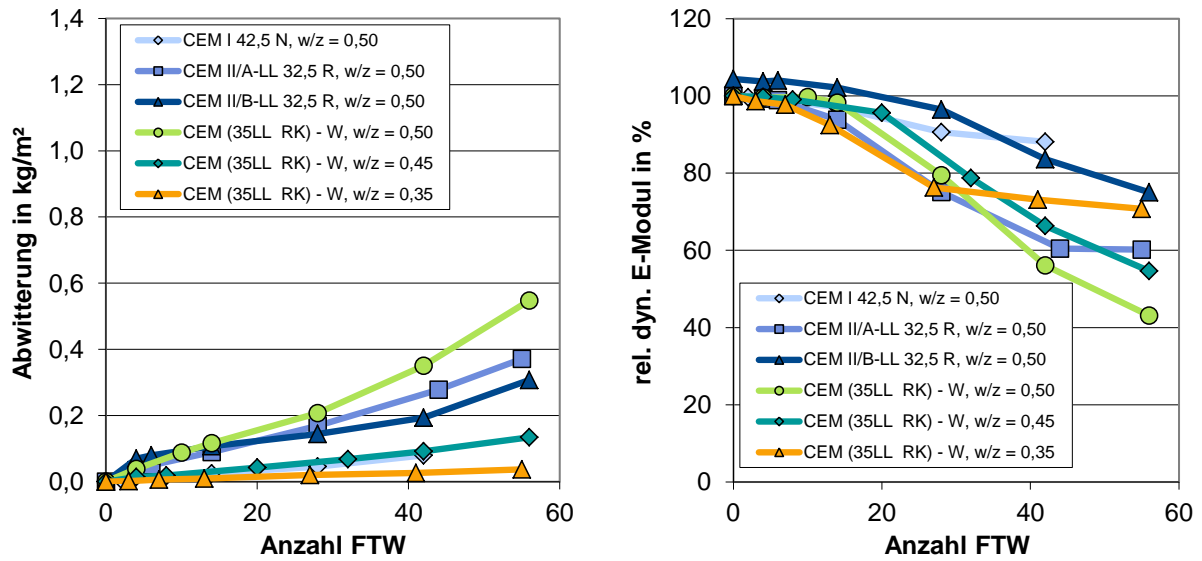 1,4
1,2
1,0
0,8
0,6
0,4
0,2
0,0
Abwitterung in kg/m²
CEM I 42,5 N, w/z = 0,50
CEM II/A-LL 32,5 R, w/z = 0,50
CEM II/B-LL 32,5 R, w/z = 0,50
CEM (35LL RK) - W, w/z = 0,50
CEM (35LL RK) - W, w/z = 0,45
CEM (35LL RK) - W, w/z = 0,35
0 20 40 60
Anzahl FTW
120
100
80
60
40
20
0
rel. dyn. E-Modul in %
CEM I 42,5 N, w/z = 0,50
CEM II/A-LL 32,5 R, w/z = 0,50
CEM II/B-LL 32,5 R, w/z = 0,50
CEM (35LL RK) - W, w/z = 0,50
CEM (35LL RK) - W, w/z = 0,45
CEM (35LL RK) - W, w/z = 0,35
0 20 40 60
Anzahl FTW